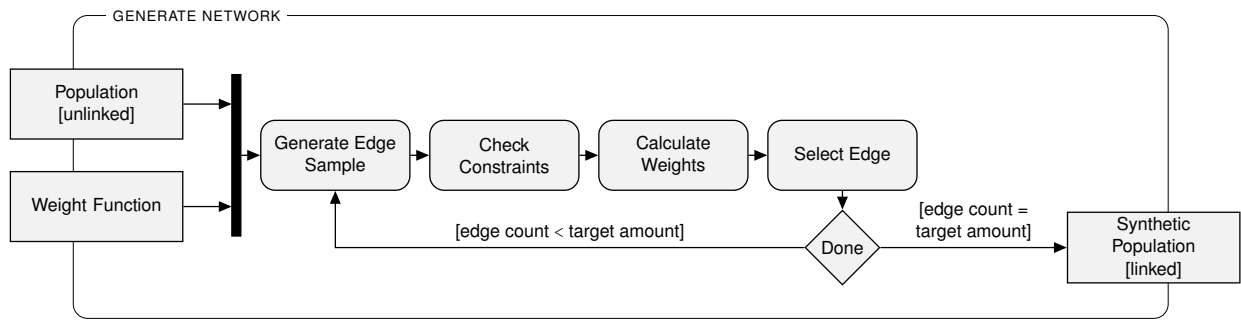 GENERATE NETWORK
Population
[unlinked]
Weight Function
Generate Edge
Sample
Check
Constraints
Calculate
Weights
Select Edge
[edge count < target amount]
Done
[edge count =
target amount]
Synthetic
Population
[linked]